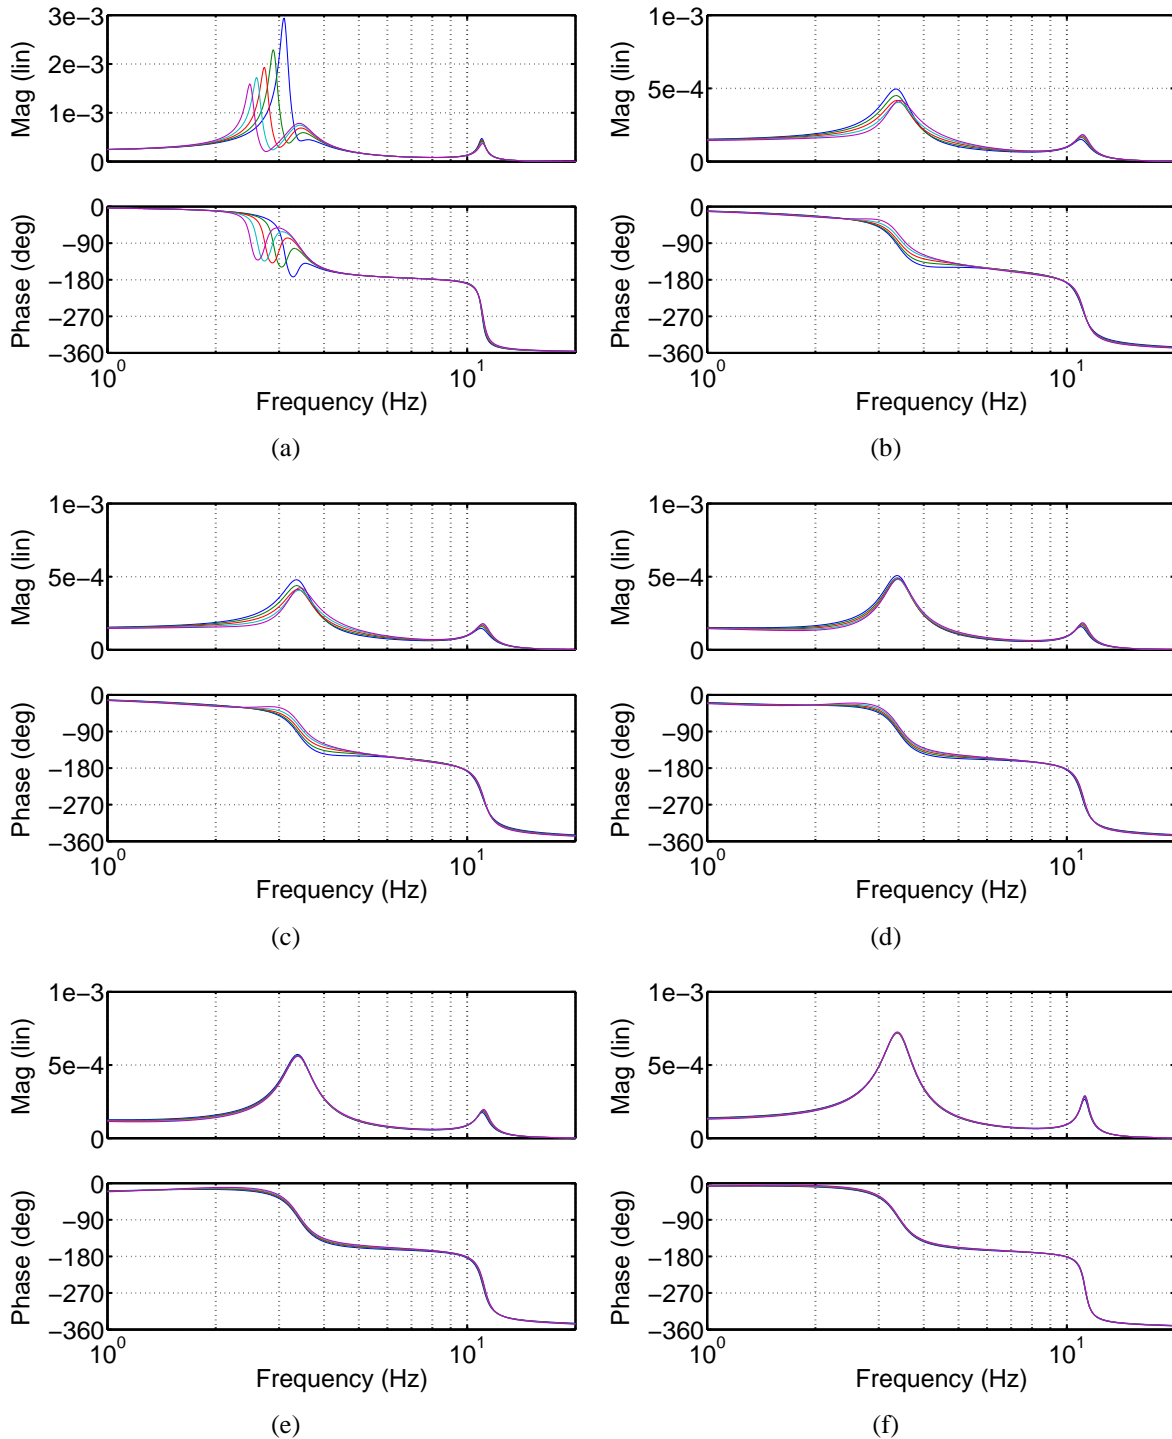 3e−3
2e−3
1e−3
0
Mag (lin)
0
−90
−180
−270
−360
Phase (deg)
10^0
10^1
Frequency (Hz)
(a)
1e−3
5e−4
0
Mag (lin)
0
−90
−180
−270
−360
Phase (deg)
10^0
10^1
Frequency (Hz)
(b)
1e−3
5e−4
0
Mag (lin)
0
−90
−180
−270
−360
Phase (deg)
10^0
10^1
Frequency (Hz)
(c)
1e−3
5e−4
0
Mag (lin)
0
−90
−180
−270
−360
Phase (deg)
10^0
10^1
Frequency (Hz)
(d)
1e−3
5e−4
0
Mag (lin)
0
−90
−180
−270
−360
Phase (deg)
10^0
10^1
Frequency (Hz)
(e)
1e−3
5e−4
0
Mag (lin)
0
−90
−180
−270
−360
Phase (deg)
10^0
10^1
Frequency (Hz)
(f)